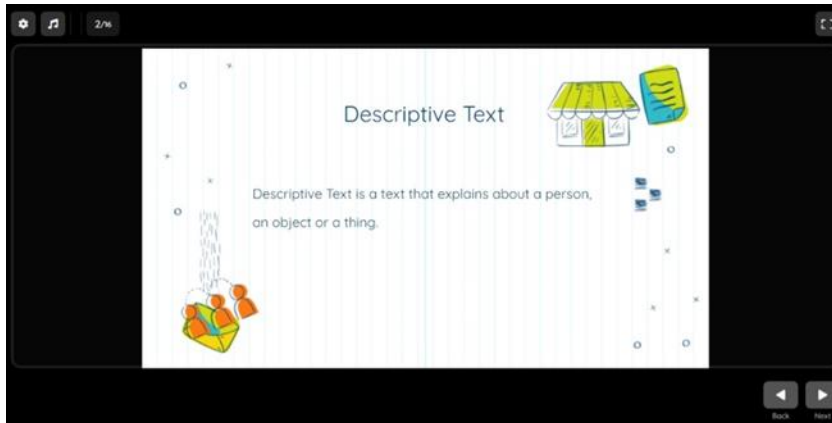 2/16
Descriptive Text
Descriptive Text is a text that explains about a person,
an object or a thing.
Back
Next